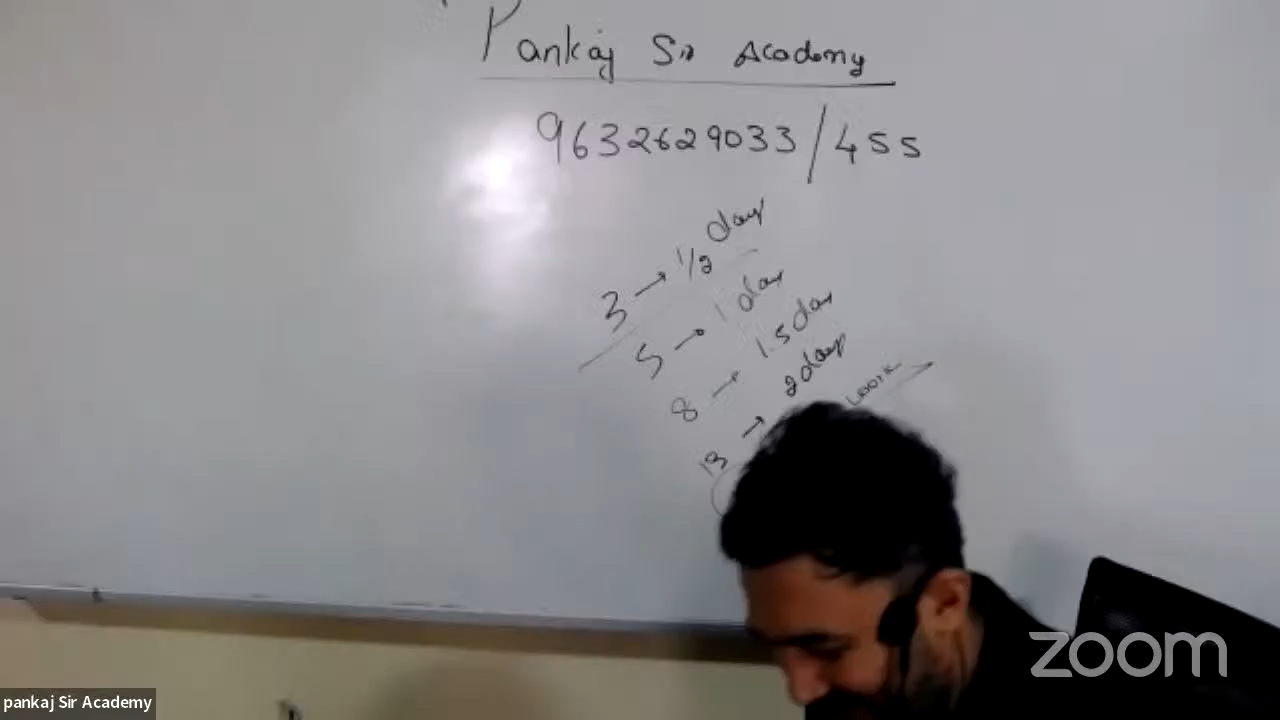 Pankaj Sir Academy
9632629033/455
3 → 1/2 day
5 → 1 day
8 → 1.5 day
13 → 2 day
zoom
pankaj Sir Academy